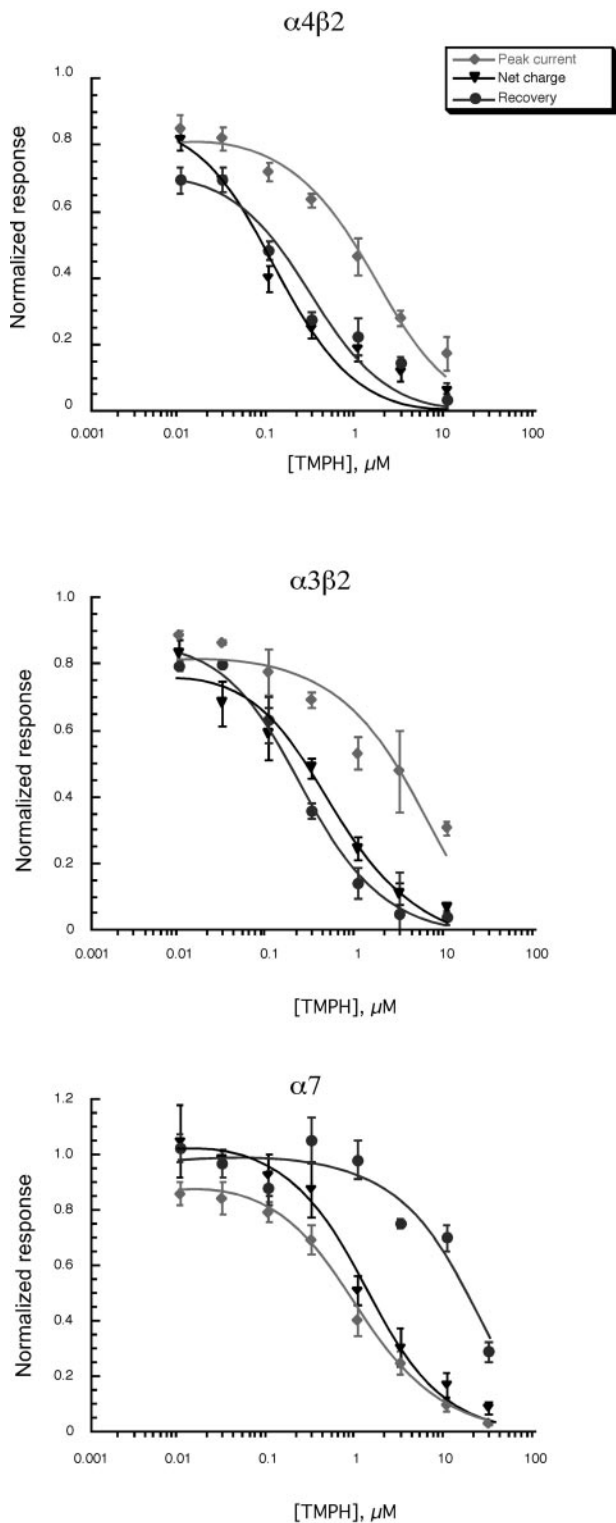 α4β2
Peak current
Net charge
Recovery
1.0
0.8
0.6
0.4
0.2
0
Normalized response
0.001 0.01 0.1 1 10 100
[TMPH], µM
α3β2
1.0
0.8
0.6
0.4
0.2
0
Normalized response
0.001 0.01 0.1 1 10 100
[TMPH], µM
α7
1.2
1.0
0.8
0.6
0.4
0.2
0
Normalized response
0.001 0.01 0.1 1 10 100
[TMPH], µM